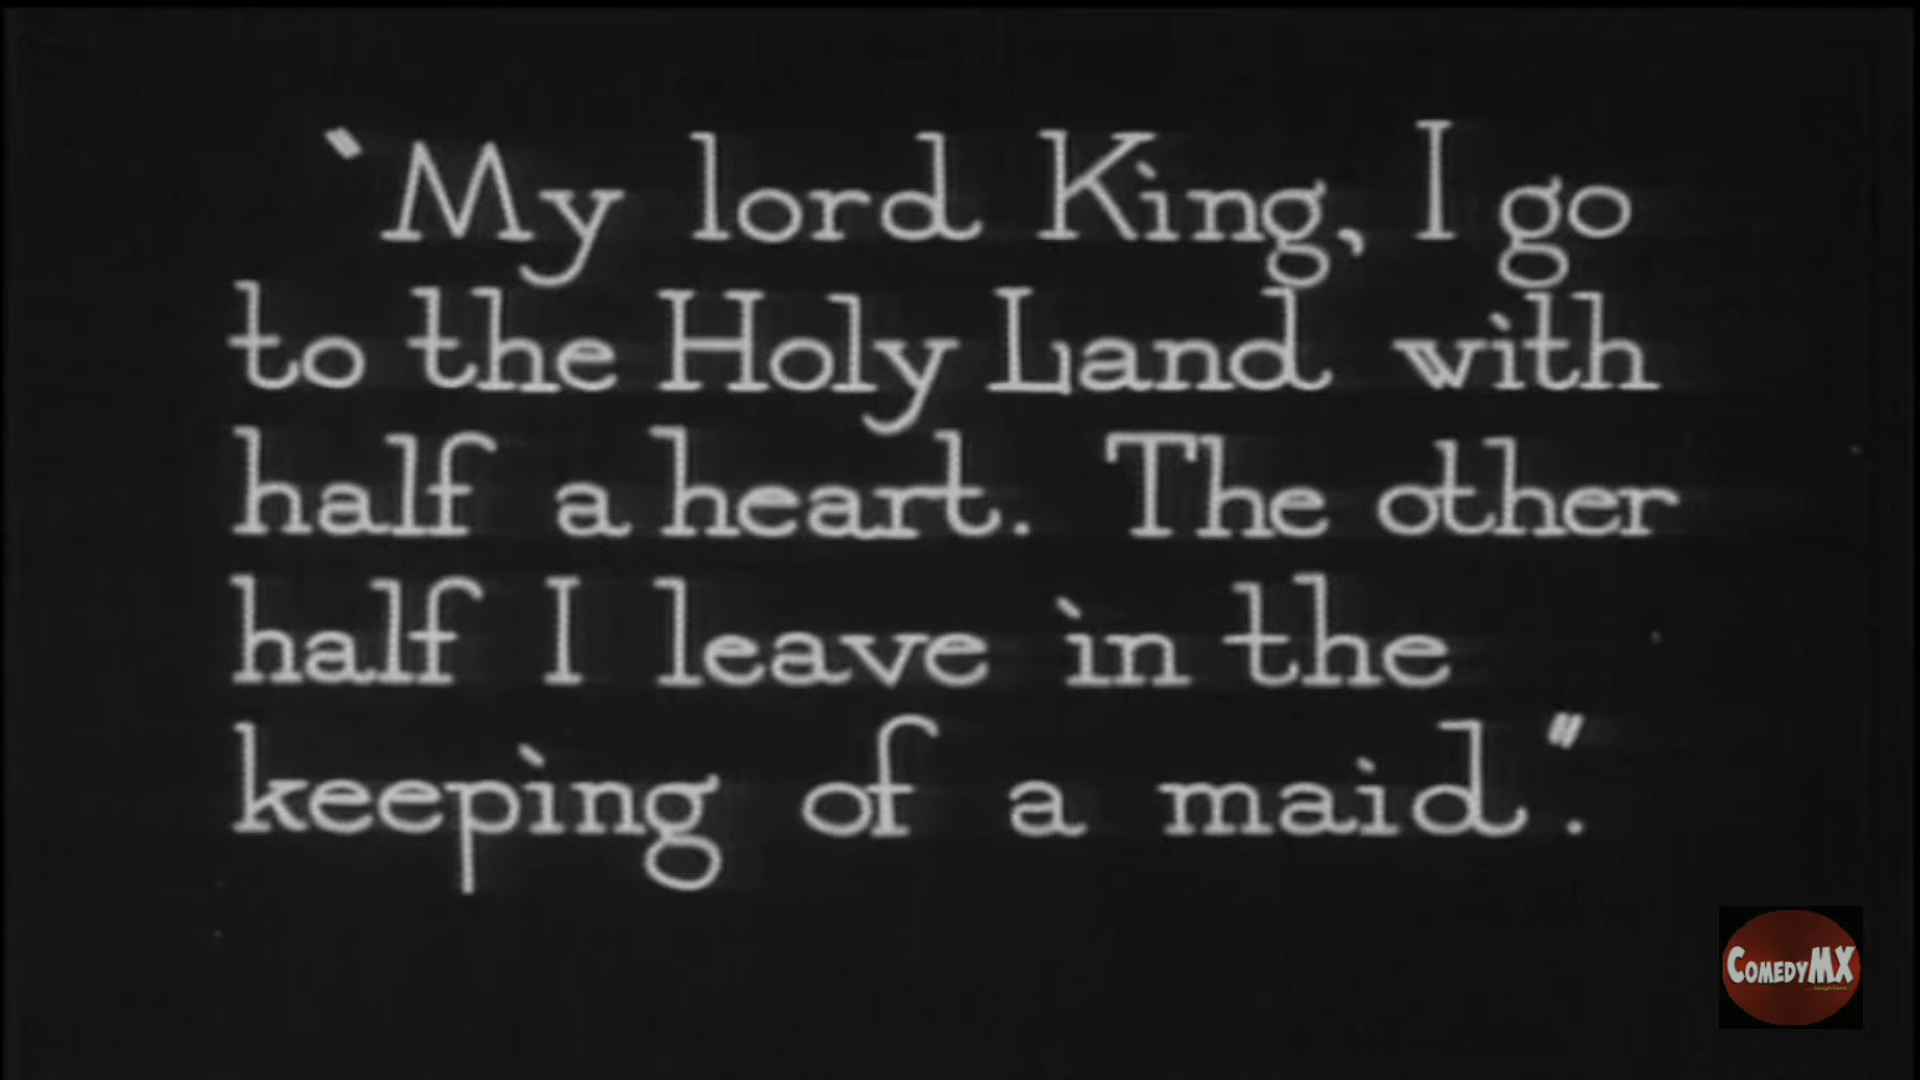 "My lord King, I go
to the Holy Land with
half a heart. The other
half I leave in the
keeping of a maid".
COMEDYMX